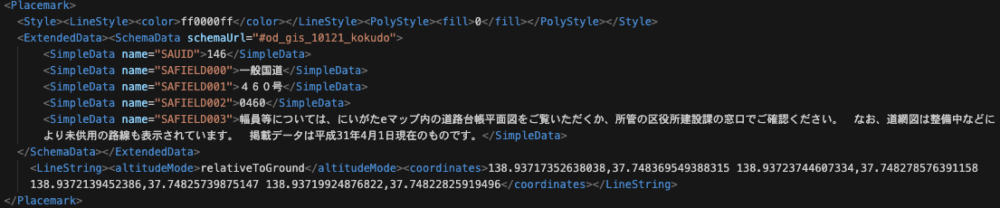 <Placemark>
<Style><LineStyle><color>ff0000ff</color></LineStyle><PolyStyle><fill>0</fill></PolyStyle></Style>
<ExtendedData><SchemaData schemaUrl="#od_gis_10121_kokudo">
<SimpleData name="SAUID">146</SimpleData>
<SimpleData name="SAFIELD000">一般国道</SimpleData>
<SimpleData name="SAFIELD001">４６０号</SimpleData>
<SimpleData name="SAFIELD002">0460</SimpleData>
<SimpleData name="SAFIELD003">幅員等については、にいがたeマップ内の道路台帳平面図をご覧いただくか、所管の区役所建設課の窓口でご確認ください。　なお、道網図は整備中などに
より未供用の路線も表示されています。　掲載データは平成31年4月1日現在のものです。</SimpleData>
</SchemaData></ExtendedData>
<LineString><altitudeMode>relativeToGround</altitudeMode><coordinates>138.93717352638038,37.748369549388315 138.93723744607334,37.748278576391158
138.9372139452386,37.74825739875147 138.93719924876822,37.74822825919496</coordinates></LineString>
</Placemark>